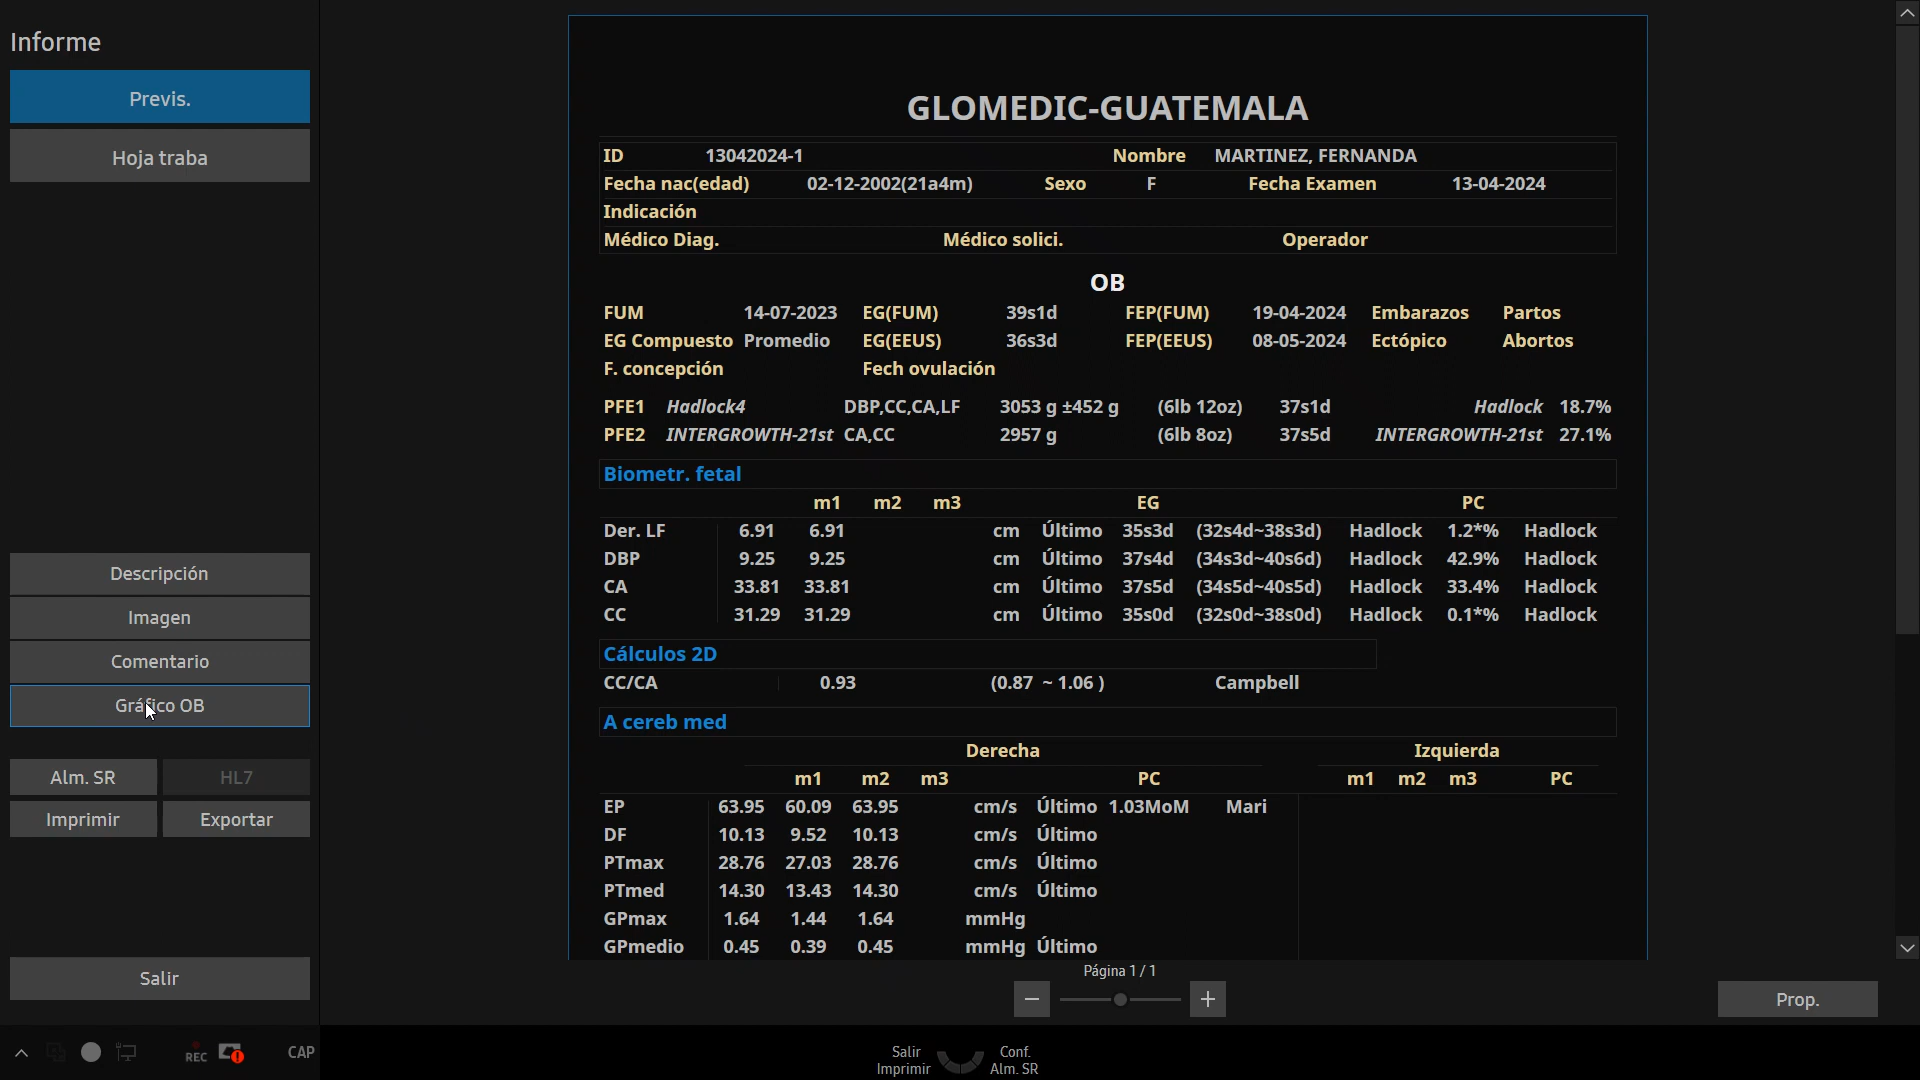 Informe
Previs.
Hoja traba
Descripción
Imagen
Comentario
Gráfico OB
Alm. SR HL7
Imprimir Exportar
Salir
REC CAP
GLOMEDIC-GUATEMALA
ID 13042024-1 Nombre MARTINEZ, FERNANDA
Fecha nac(edad) 02-12-2002(21a4m) Sexo F Fecha Examen 13-04-2024
Indicación
Médico Diag. Médico solici. Operador
OB
FUM 14-07-2023 EG(FUM) 39s1d FEP(FUM) 19-04-2024 Embarazos Partos
EG Compuesto Promedio EG(EEUS) 36s3d FEP(EEUS) 08-05-2024 Ectópico Abortos
F. concepción Fech ovulación
PFE1 Hadlock4 DBP,CC,CA,LF 3053 g ±452 g (6lb 12oz) 37s1d Hadlock 18.7%
PFE2 INTERGROWTH-21st CA,CC 2957 g (6lb 8oz) 37s5d INTERGROWTH-21st 27.1%
Biometr. fetal
m1 m2 m3 EG PC
Der. LF 6.91 6.91 cm Último 35s3d (32s4d~38s3d) Hadlock 1.2*% Hadlock
DBP 9.25 9.25 cm Último 37s4d (34s3d~40s6d) Hadlock 42.9% Hadlock
CA 33.81 33.81 cm Último 37s5d (34s5d~40s5d) Hadlock 33.4% Hadlock
CC 31.29 31.29 cm Último 35s0d (32s0d~38s0d) Hadlock 0.1*% Hadlock
Cálculos 2D
CC/CA 0.93 (0.87 ~ 1.06 ) Campbell
A cereb med
Derecha Izquierda
m1 m2 m3 PC m1 m2 m3 PC
EP 63.95 60.09 63.95 cm/s Último 1.03MoM Mari
DF 10.13 9.52 10.13 cm/s Último
PTmax 28.76 27.03 28.76 cm/s Último
PTmed 14.30 13.43 14.30 cm/s Último
GPmax 1.64 1.44 1.64 mmHg
GPmedio 0.45 0.39 0.45 mmHg Último
Página 1 / 1
Prop.
Salir Conf.
Imprimir Alm. SR